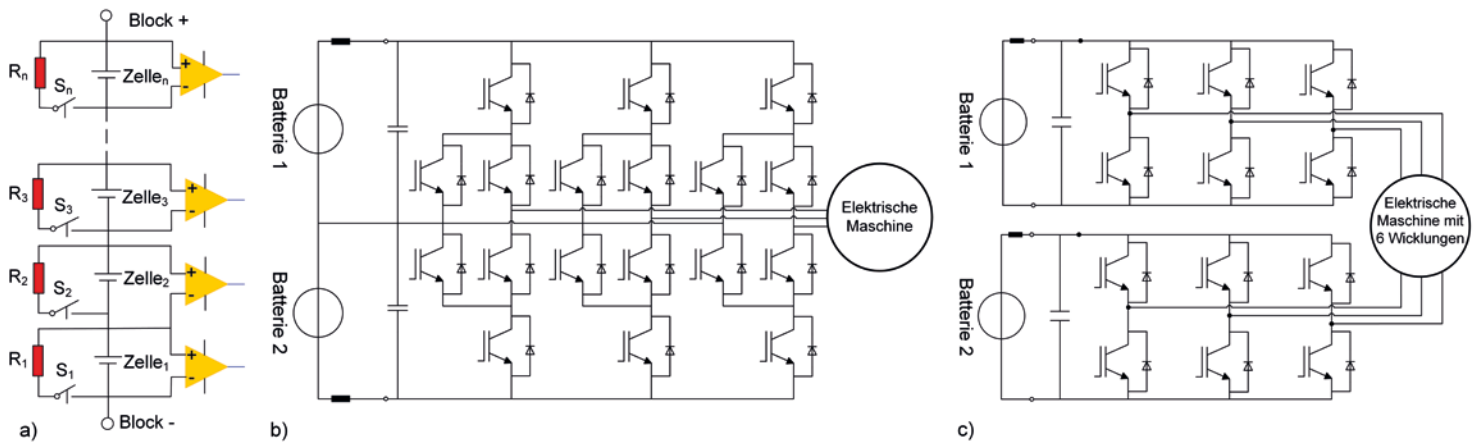 Block +
Rn
Sn
Zellen
+
-
R3
S3
Zelle3
+
-
R2
S2
Zelle2
+
-
R1
S1
Zelle1
+
-
Block -
a)
Batterie 1
Batterie 2
Elektrische
Maschine
b)
Batterie 1
Batterie 2
Elektrische
Maschine mit
6 Wicklungen
c)